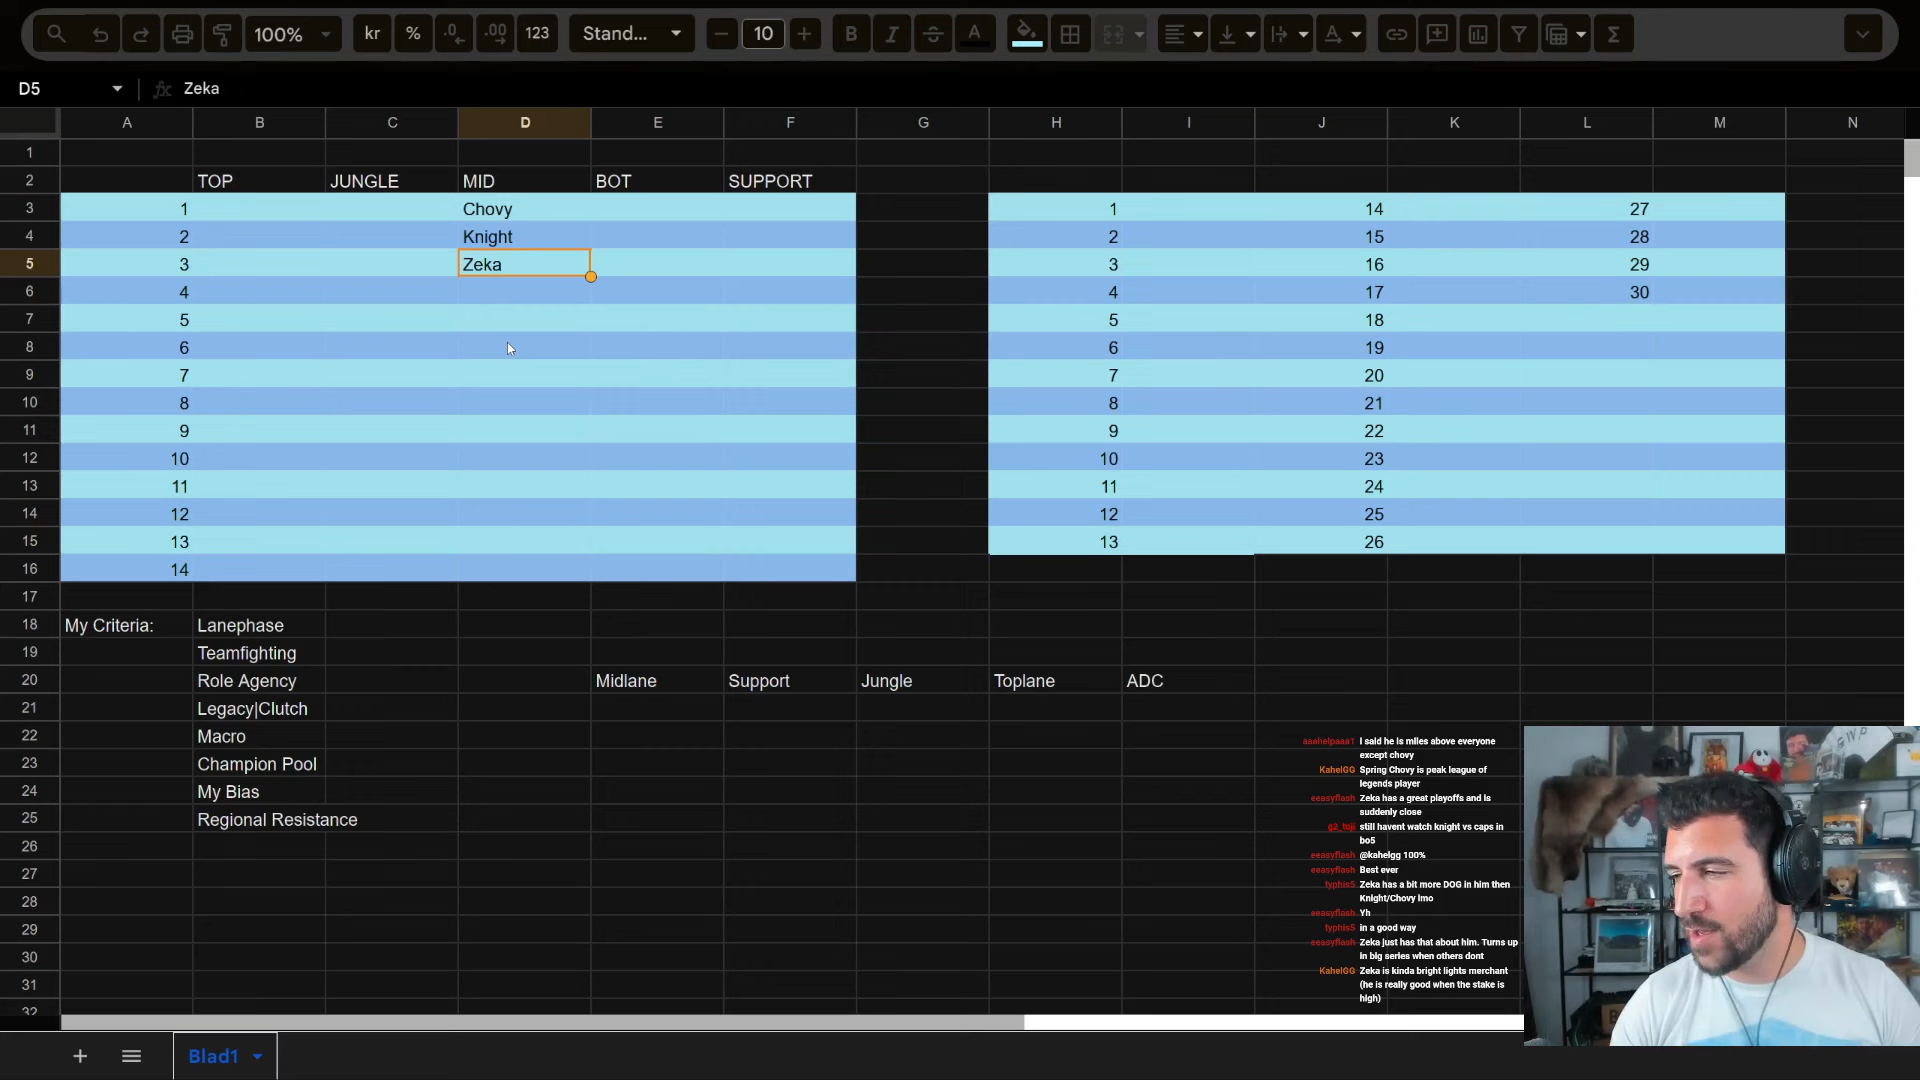 100%
kr
%
.0
.00
123
Stand...
10
B
I
A
D5
fx
Zeka
A B C D E F G H I J K L M N
1
2 TOP JUNGLE MID BOT SUPPORT
3 1 Chovy 1 14 27
4 2 Knight 2 15 28
5 3 Zeka 3 16 29
6 4 4 17 30
7 5 5 18
8 6 6 19
9 7 7 20
10 8 8 21
11 9 9 22
12 10 10 23
13 11 11 24
14 12 12 25
15 13 13 26
16 14
17
18 My Criteria: Lanephase
19 Teamfighting
20 Role Agency Midlane Support Jungle Toplane ADC
21 Legacy|Clutch
22 Macro
23 Champion Pool
24 My Bias
25 Regional Resistance
26
27
28
29
30
31
32
aaahelpaaa1 I said he is miles above everyone
except chovy
KahelGG Spring Chovy is peak league of
legends player
eeasyflash Zeka has a great playoffs and is
suddenly close
g2_toji still havent watch knight vs caps in
bo5
eeasyflash @kahelgg 100%
eeasyflash Best ever
typhis5 Zeka has a bit more DOG in him then
Knight/Chovy imo
eeasyflash Yh
typhis5 in a good way
eeasyflash Zeka just has that about him. Turns up
in big series when others dont
KahelGG Zeka is kinda bright lights merchant
(he is really good when the stake is
high)
Blad1